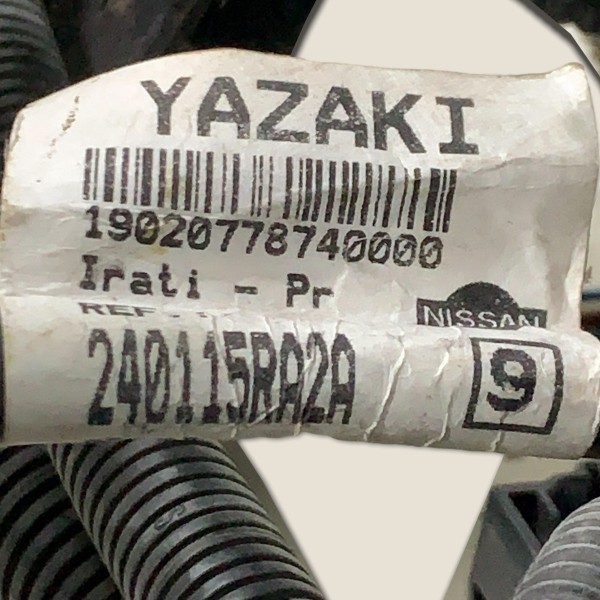 YAZAKI
19020778740000
Irati - Pr
NISSAN
240115RA2A
9